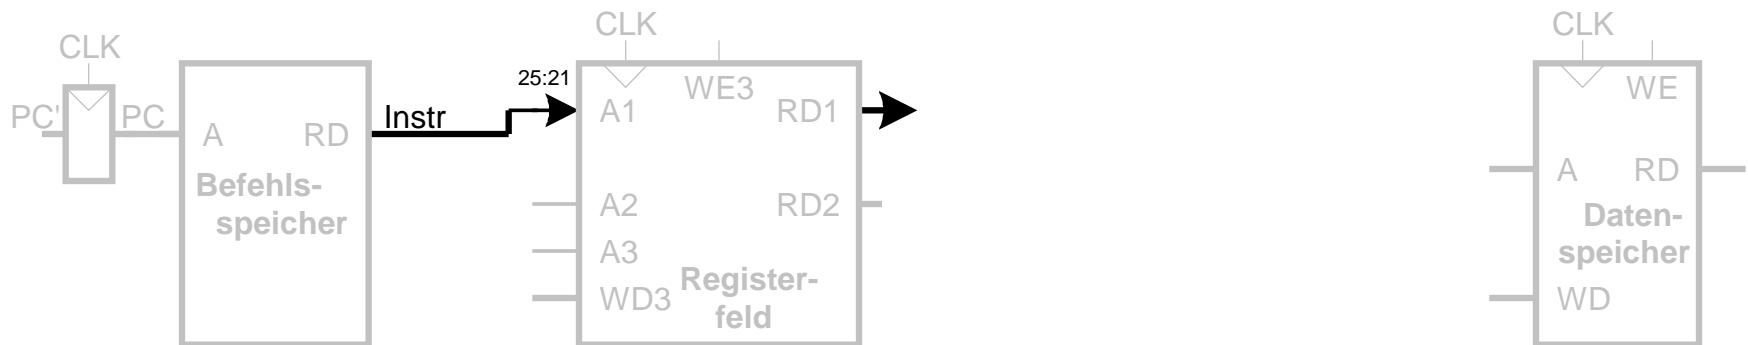 CLK
PC'
PC
A
RD
Befehls-
speicher
Instr
25:21
CLK
WE3
A1
RD1
A2
RD2
A3
WD3
Register-
feld
CLK
WE
A
RD
Daten-
speicher
WD